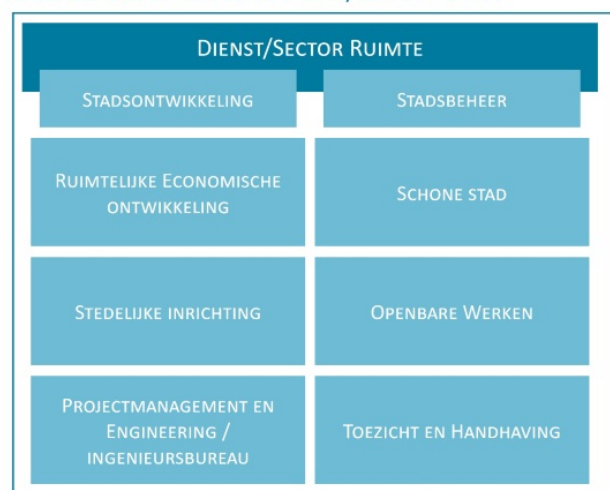 DIENST/SECTOR RUIMTE
STADSONTWIKKELING
STADSBEHEER
RUIMTELIJKE ECONOMISCHE
ONTWIKKELING
SCHONE STAD
STEDELIJKE INRICHTING
OPENBARE WERKEN
PROJECTMANAGEMENT EN
ENGINEERING /
INGENIEURSBUREAU
TOEZICHT EN HANDHAVING